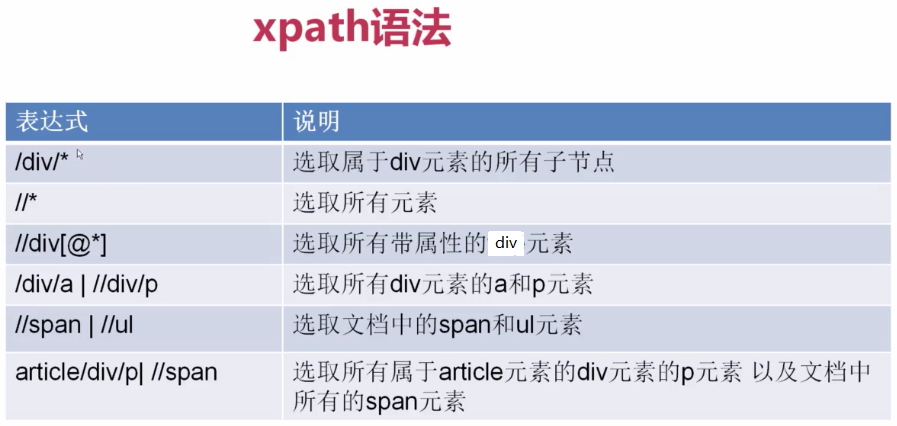 xpath语法
表达式 说明
/div/* 选取属于div元素的所有子节点
//* 选取所有元素
//div[@*] 选取所有带属性的div元素
/div/a | //div/p 选取所有div元素的a和p元素
//span | //ul 选取文档中的span和ul元素
article/div/p| //span 选取所有属于article元素的div元素的p元素 以及文档中
所有的span元素